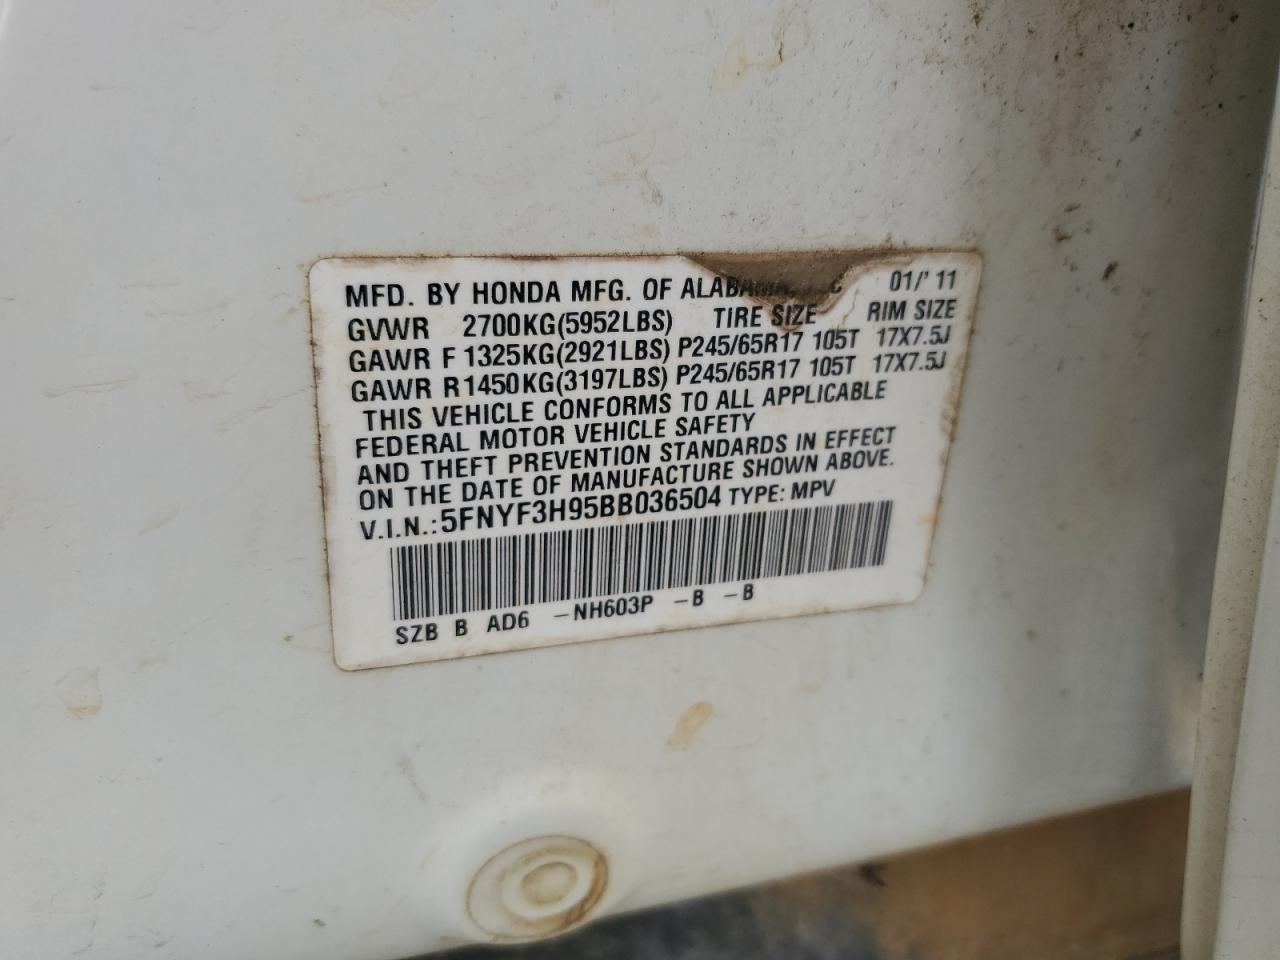 MFD. BY HONDA MFG. OF ALABAMA, 01/'11
GVWR 2700KG(5952LBS) TIRE SIZE RIM SIZE
GAWR F 1325KG(2921LBS) P245/65R17 105T 17X7.5J
GAWR R1450KG(3197LBS) P245/65R17 105T 17X7.5J
THIS VEHICLE CONFORMS TO ALL APPLICABLE
FEDERAL MOTOR VEHICLE SAFETY
AND THEFT PREVENTION STANDARDS IN EFFECT
ON THE DATE OF MANUFACTURE SHOWN ABOVE.
V.I.N.:5FNYF3H95BB036504 TYPE: MPV
SZB B AD6 -NH603P -B -B